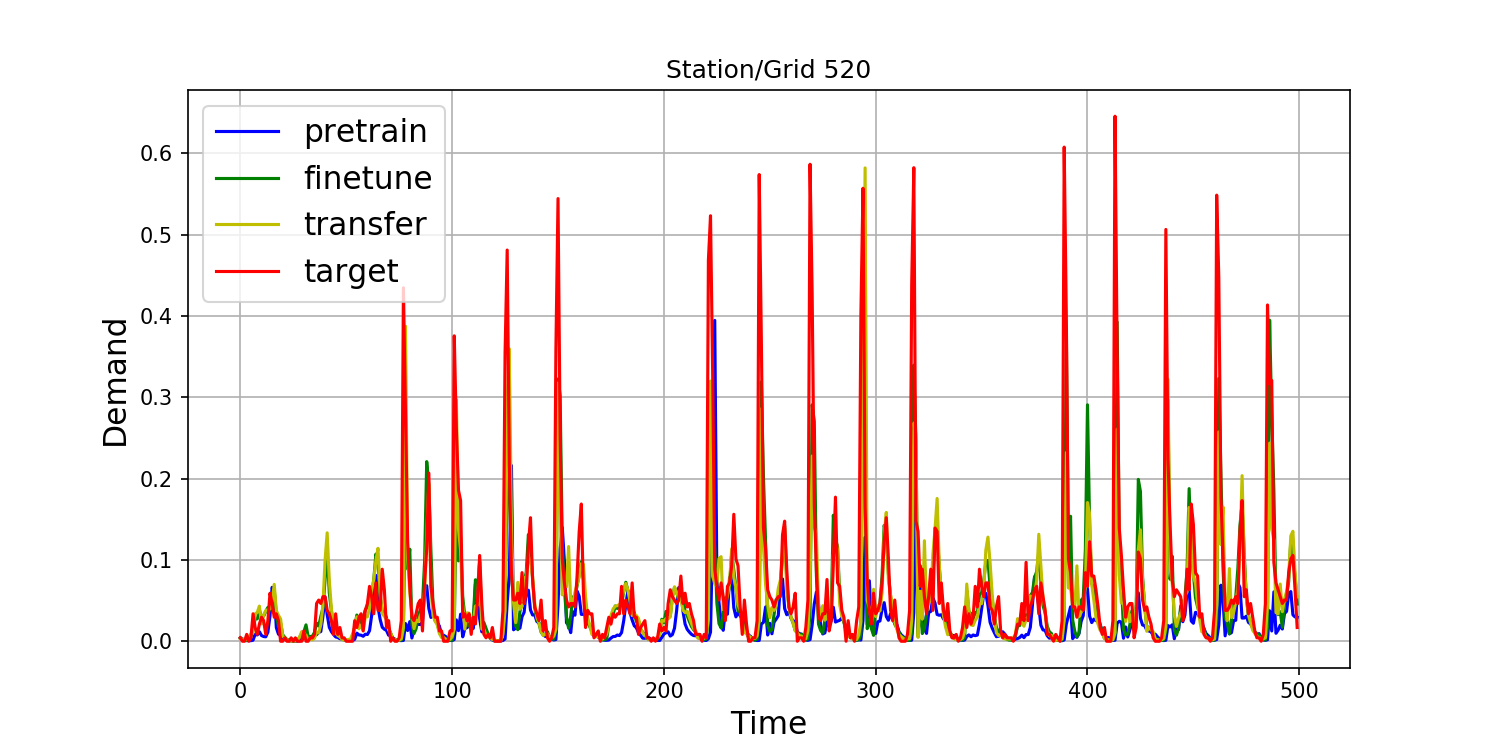 Station/Grid 520
pretrain
finetune
transfer
target
0.6
0.5
0.4
0.3
0.2
0.1
0.0
Demand
0 100 200 300 400 500
Time